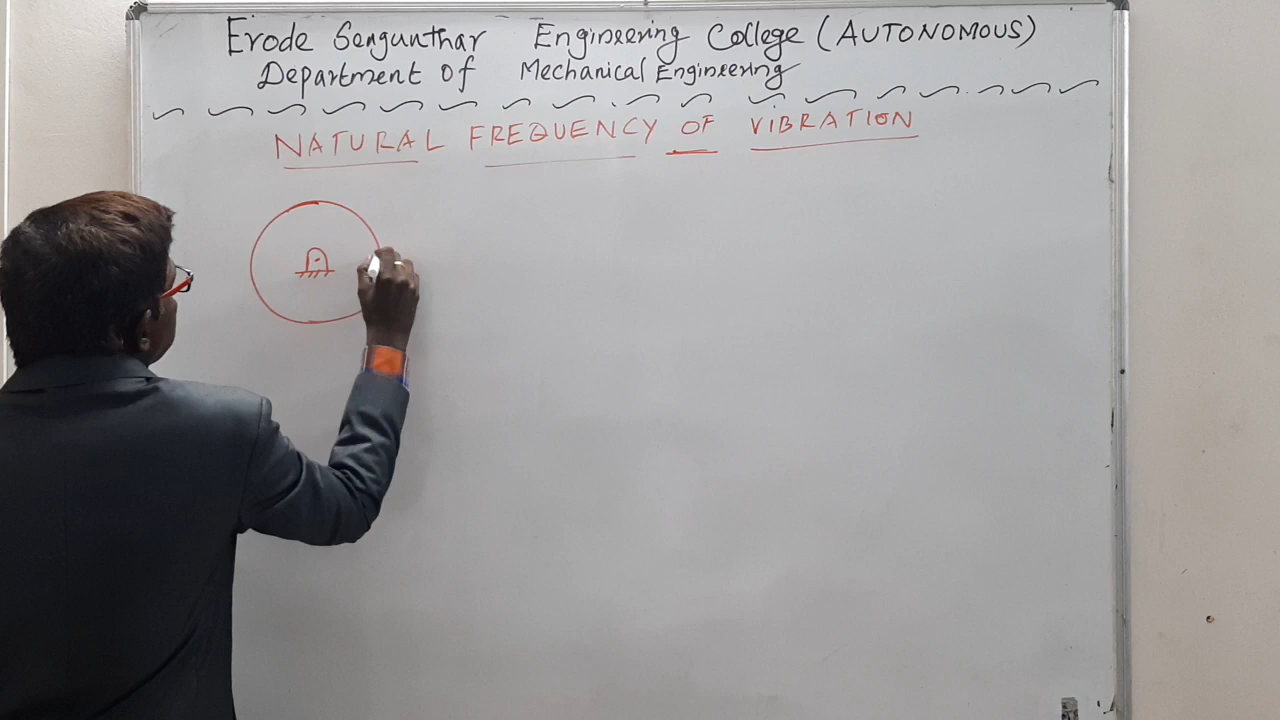 Erode Sengunthar Engineering College (AUTONOMOUS)
Department of Mechanical Engineering
NATURAL FREQUENCY OF VIBRATION